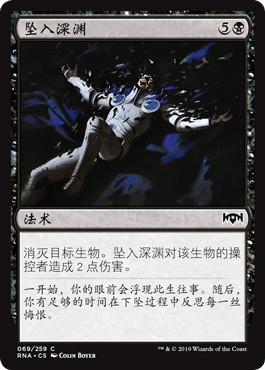 坠入深渊 5
法术
消灭目标生物。坠入深渊对该生物的操
控者造成2点伤害。
一开始，你的眼前会浮现此生往事。随后，
你有足够的时间在下坠过程中反思每一丝
悔恨。
069/259 C
RNA • CS COLIN BOYER
™ & © 2019 Wizards of the Coast